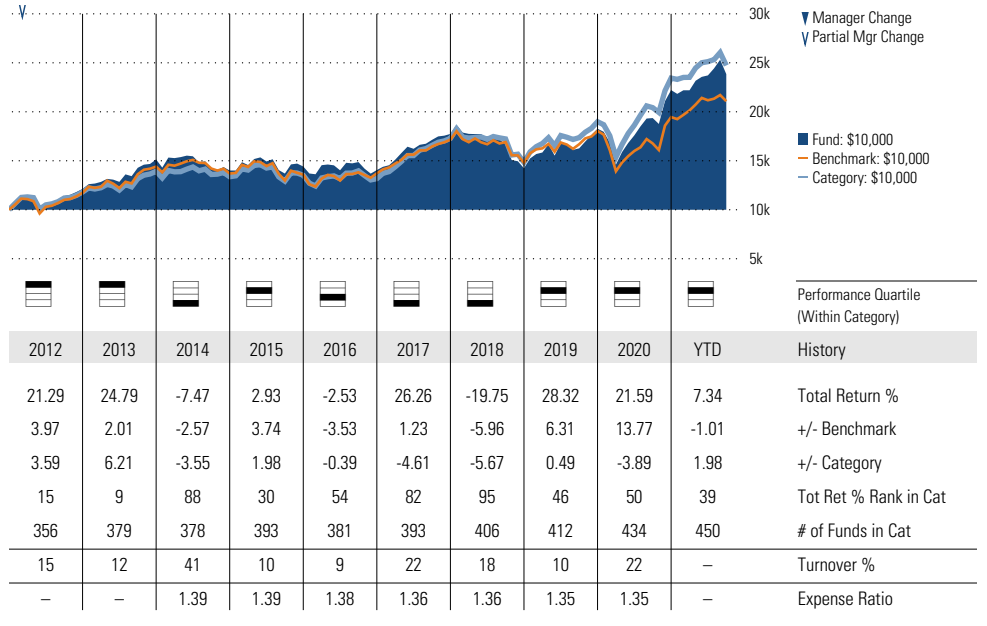 30k
▼ Manager Change
∨ Partial Mgr Change
25k
20k
Fund: $10,000
Benchmark: $10,000
Category: $10,000
15k
10k
5k
Performance Quartile
(Within Category)
2012 2013 2014 2015 2016 2017 2018 2019 2020 YTD History
21.29 24.79 -7.47 2.93 -2.53 26.26 -19.75 28.32 21.59 7.34 Total Return %
3.97 2.01 -2.57 3.74 -3.53 1.23 -5.96 6.31 13.77 -1.01 +/- Benchmark
3.59 6.21 -3.55 1.98 -0.39 -4.61 -5.67 0.49 -3.89 1.98 +/- Category
15 9 88 30 54 82 95 46 50 39 Tot Ret % Rank in Cat
356 379 378 393 381 393 406 412 434 450 # of Funds in Cat
15 12 41 10 9 22 18 10 22 – Turnover %
– – 1.39 1.39 1.38 1.36 1.36 1.35 1.35 – Expense Ratio